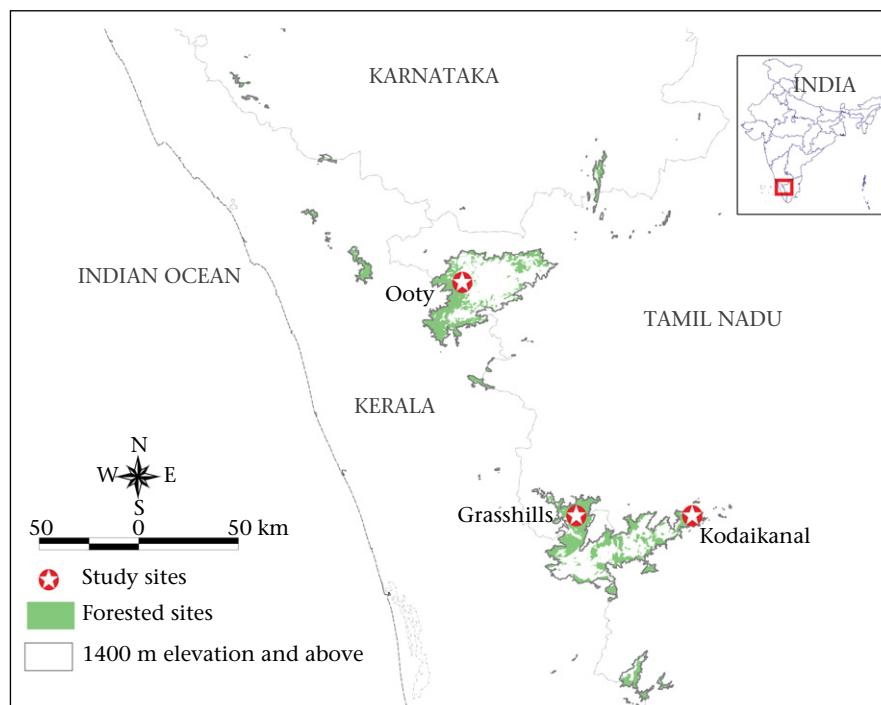 KARNATAKA
INDIA
INDIAN OCEAN
Ooty
TAMIL NADU
KERALA
N
W E
S
50 0 50 km
Grasshills
Kodaikanal
Study sites
Forested sites
1400 m elevation and above